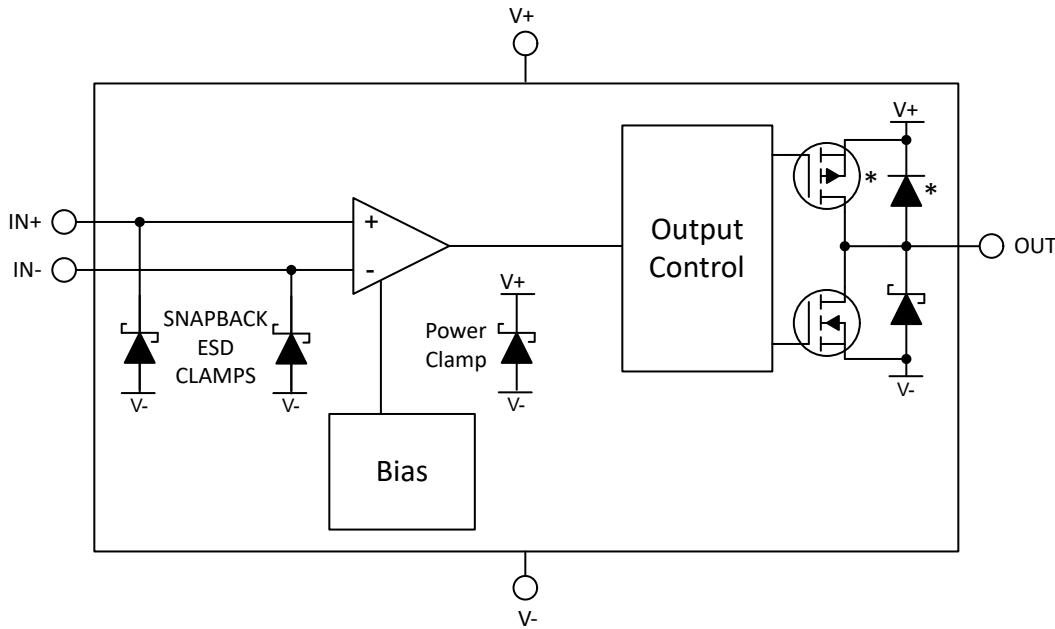 V+
V+
*
*
IN+
+
IN-
-
Output
Control
OUT
SNAPBACK
ESD
CLAMPS
V+
Power
Clamp
V-
V-
V-
V-
Bias
V-